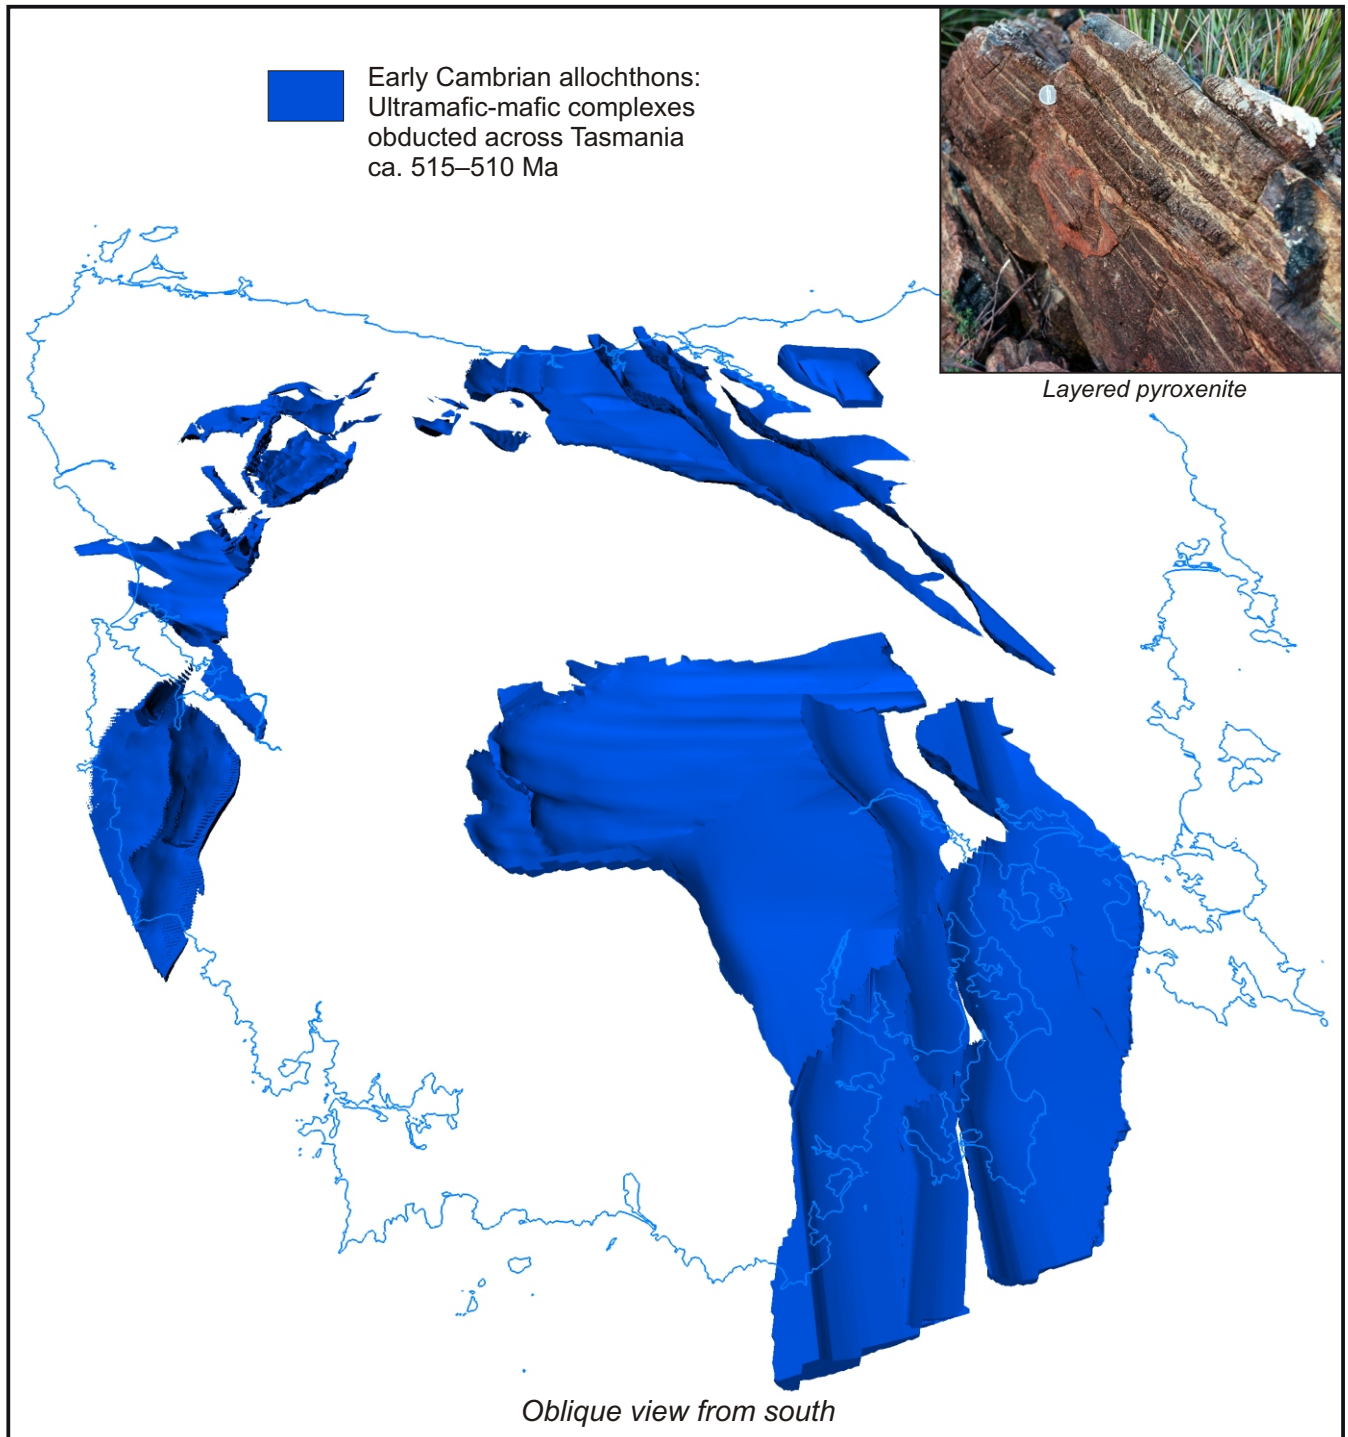 Early Cambrian allochthons:
Ultramafic-mafic complexes
obducted across Tasmania
ca. 515–510 Ma
Layered pyroxenite
Oblique view from south